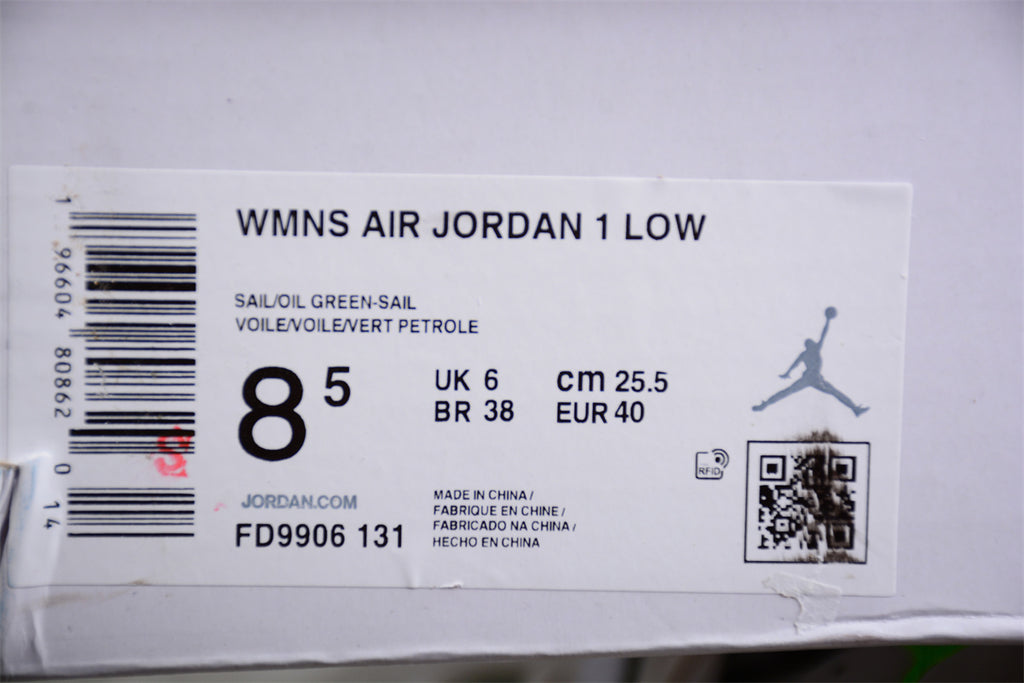 WMNS AIR JORDAN 1 LOW
SAIL/OIL GREEN-SAIL
VOILE/VOILE/VERT PETROLE
8 5
UK 6
BR 38
cm 25.5
EUR 40
JORDAN.COM
FD9906 131
MADE IN CHINA /
FABRIQUE EN CHINE /
FABRICADO NA CHINA /
HECHO EN CHINA
RFID
1 96604 80862 0 14
S